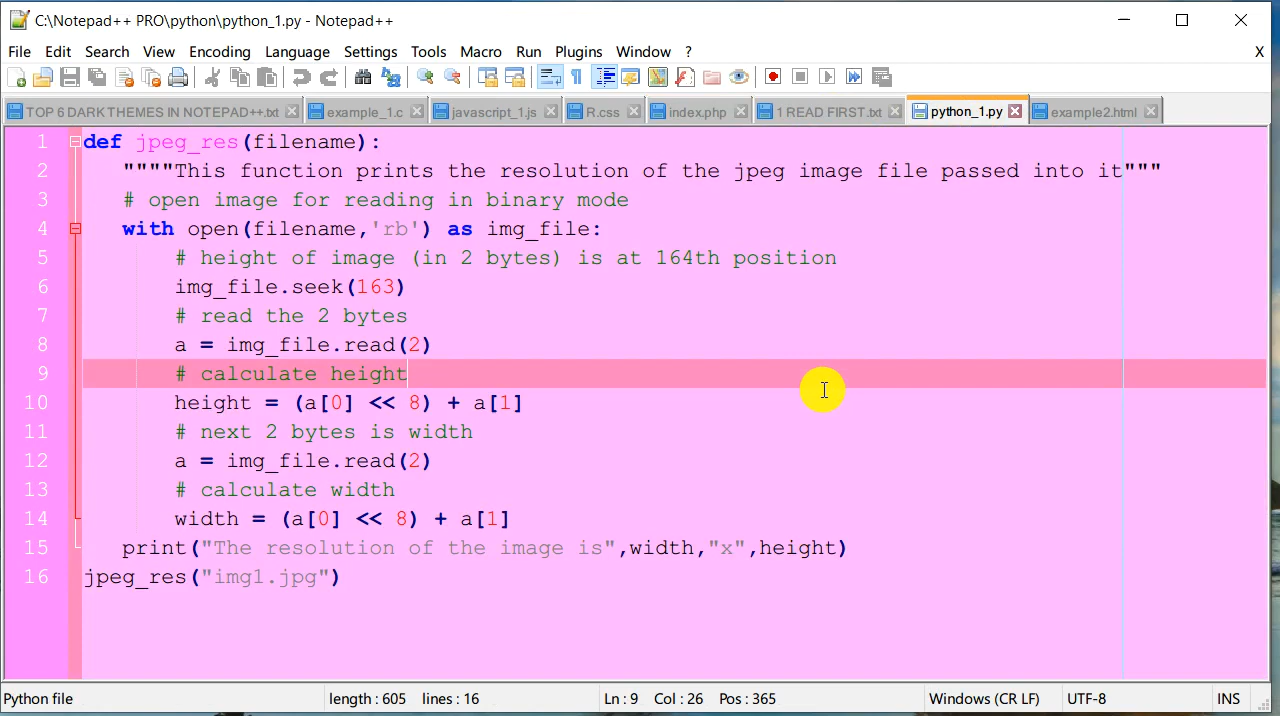 C:\Notepad++ PRO\python\python_1.py - Notepad++
File Edit Search View Encoding Language Settings Tools Macro Run Plugins Window ? X
TOP 6 DARK THEMES IN NOTEPAD++.txt example_1.c javascript_1.js R.css index.php 1 READ FIRST.txt python_1.py example2.html
1 def jpeg_res(filename):
2 """"This function prints the resolution of the jpeg image file passed into it"""
3 # open image for reading in binary mode
4 with open(filename,'rb') as img_file:
5 # height of image (in 2 bytes) is at 164th position
6 img_file.seek(163)
7 # read the 2 bytes
8 a = img_file.read(2)
9 # calculate height
10 height = (a[0] << 8) + a[1]
11 # next 2 bytes is width
12 a = img_file.read(2)
13 # calculate width
14 width = (a[0] << 8) + a[1]
15 print("The resolution of the image is",width,"x",height)
16 jpeg_res("img1.jpg")
Python file length : 605 lines : 16 Ln : 9 Col : 26 Pos : 365 Windows (CR LF) UTF-8 INS